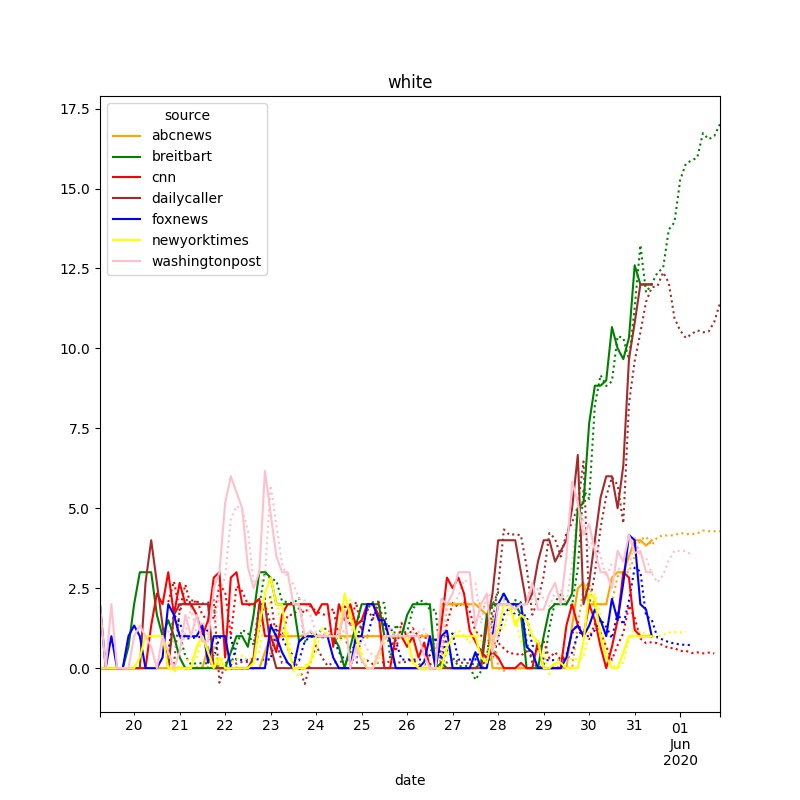 white
17.5
15.0
12.5
10.0
7.5
5.0
2.5
0.0
source
abcnews
breitbart
cnn
dailycaller
foxnews
newyorktimes
washingtonpost
20 21 22 23 24 25 26 27 28 29 30 31 01
Jun
2020
date